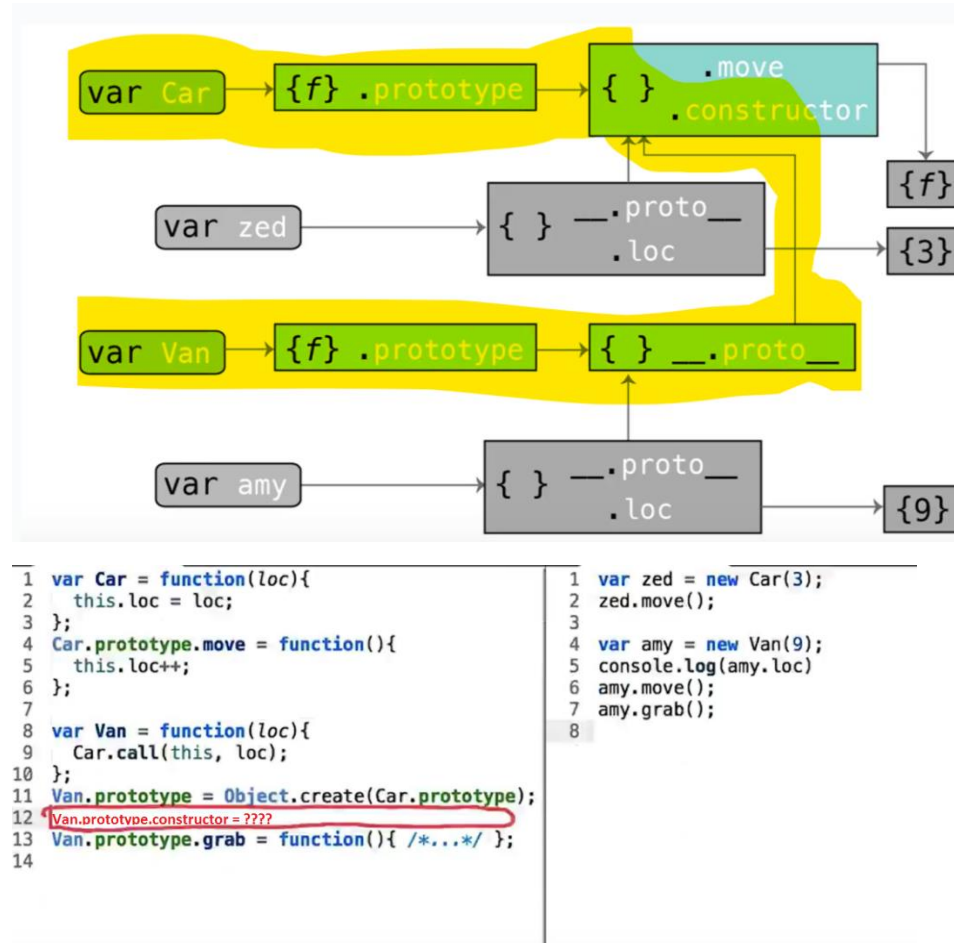 var Car {f} .prototype { } .move
.constructor
{f}
var zed { } __.proto__
.loc {3}
var Van {f} .prototype { } __.proto__
var amy { } __.proto__
.loc {9}
1 var Car = function(loc){
2 this.loc = loc;
3 };
4 Car.prototype.move = function(){
5 this.loc++;
6 };
7
8 var Van = function(loc){
9 Car.call(this, loc);
10 };
11 Van.prototype = Object.create(Car.prototype);
12 Van.prototype.constructor = ????
13 Van.prototype.grab = function(){ /*...*/ };
14
1 var zed = new Car(3);
2 zed.move();
3
4 var amy = new Van(9);
5 console.log(amy.loc)
6 amy.move();
7 amy.grab();
8